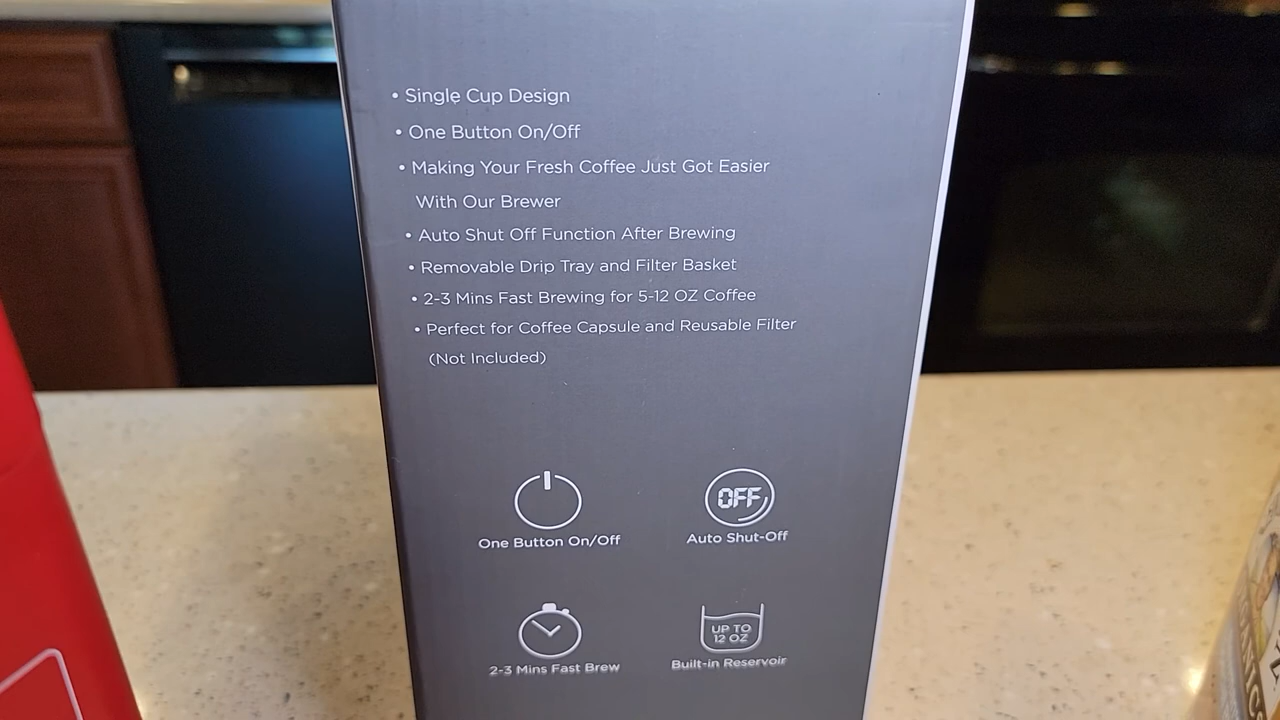 • Single Cup Design
• One Button On/Off
• Making Your Fresh Coffee Just Got Easier
With Our Brewer
• Auto Shut Off Function After Brewing
• Removable Drip Tray and Filter Basket
• 2-3 Mins Fast Brewing for 5-12 OZ Coffee
• Perfect for Coffee Capsule and Reusable Filter
(Not Included)
OFF
One Button On/Off
Auto Shut-Off
UP TO
12 OZ
2-3 Mins Fast Brew
Built-in Reservoir